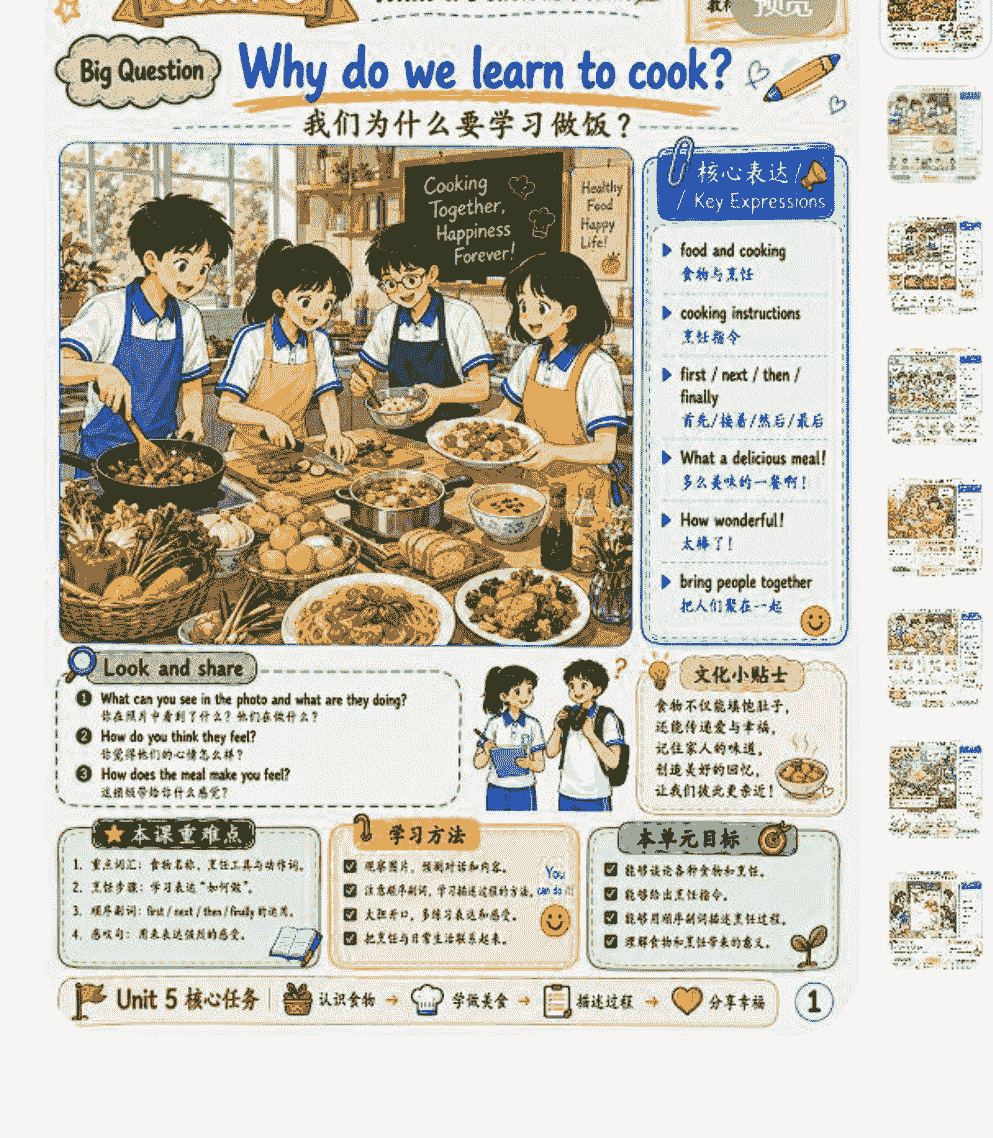 Big Question
Why do we learn to cook?
我们为什么要学习做饭?
Cooking
Together,
Happiness
Forever!
Healthy
Food
Happy
Life!
核心表达 /
/ Key Expressions
food and cooking
食物与烹饪
cooking instructions
烹饪指令
first / next / then /
finally
首先/接着/然后/最后
What a delicious meal!
多么美味的一餐啊!
How wonderful!
太棒了!
bring people together
把人们聚在一起
Look and share
1 What can you see in the photo and what are they doing?
你在照片中看到了什么? 他们在做什么?
2 How do you think they feel?
你觉得他们的心情怎么样?
3 How does the meal make you feel?
这顿饭带给你什么感觉?
?
文化小贴士
食物不仅能填饱肚子,
还能传递爱与幸福,
记住家人的味道,
创造美好的回忆,
让我们彼此更亲近!
本课重难点
1. 重点词汇: 食物名称、烹饪工具与动作词。
2. 烹饪步骤: 学习表达“如何做”。
3. 顺序副词: first / next / then / finally 的运用。
4. 感叹句: 用来表达强烈的感受。
学习方法
观察图片, 预测对话和内容。
注意顺序副词, 学习描述过程的方法。
大胆开口, 多练习表达和感受。
把烹饪与日常生活联系起来。
You
can do it!
本单元目标
能够谈论各种食物和烹饪。
能够给出烹饪指令。
能够用顺序副词描述烹饪过程。
理解食物和烹饪带来的意义。
Unit 5 核心任务
认识食物 → 学做美食 → 描述过程 → 分享幸福
1